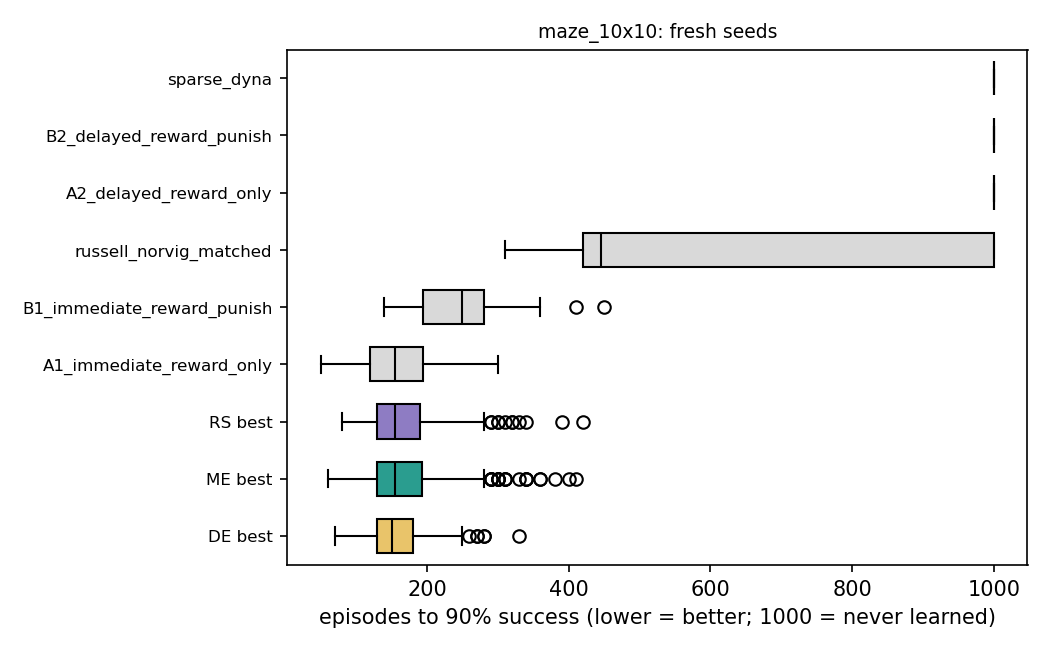 maze_10x10: fresh seeds
sparse_dyna
B2_delayed_reward_punish
A2_delayed_reward_only
russell_norvig_matched
B1_immediate_reward_punish
A1_immediate_reward_only
RS best
ME best
DE best
200 400 600 800 1000
episodes to 90% success (lower = better; 1000 = never learned)